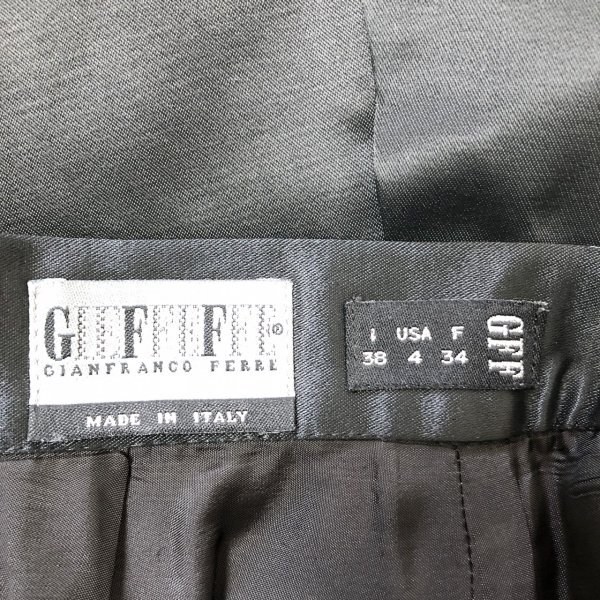 GFF®
GIANFRANCO FERRE
MADE IN ITALY
I USA F
38 4 34
GFF